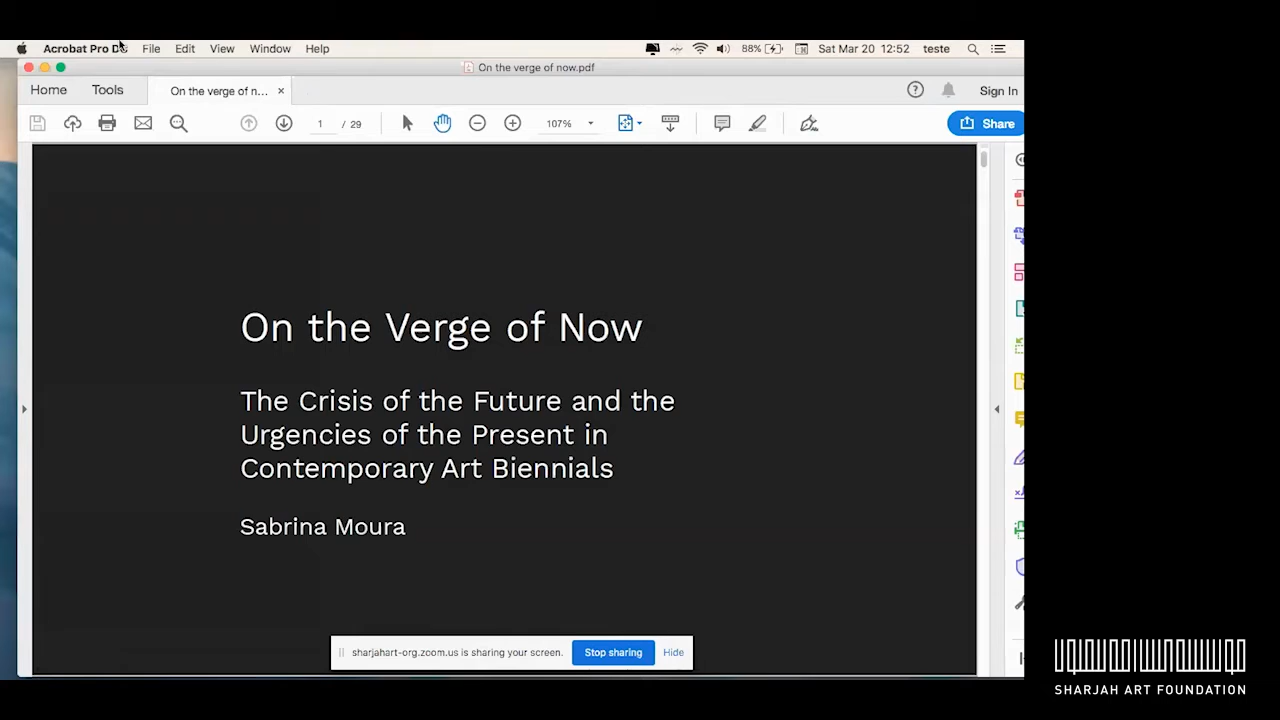 Acrobat Pro DC File Edit View Window Help 88% Sat Mar 20 12:52 teste
On the verge of now.pdf
Home Tools On the verge of n... × Sign In
1 / 29 107% Share
On the Verge of Now
The Crisis of the Future and the
Urgencies of the Present in
Contemporary Art Biennials
Sabrina Moura
sharjahart-org.zoom.us is sharing your screen. Stop sharing Hide
SHARJAH ART FOUNDATION